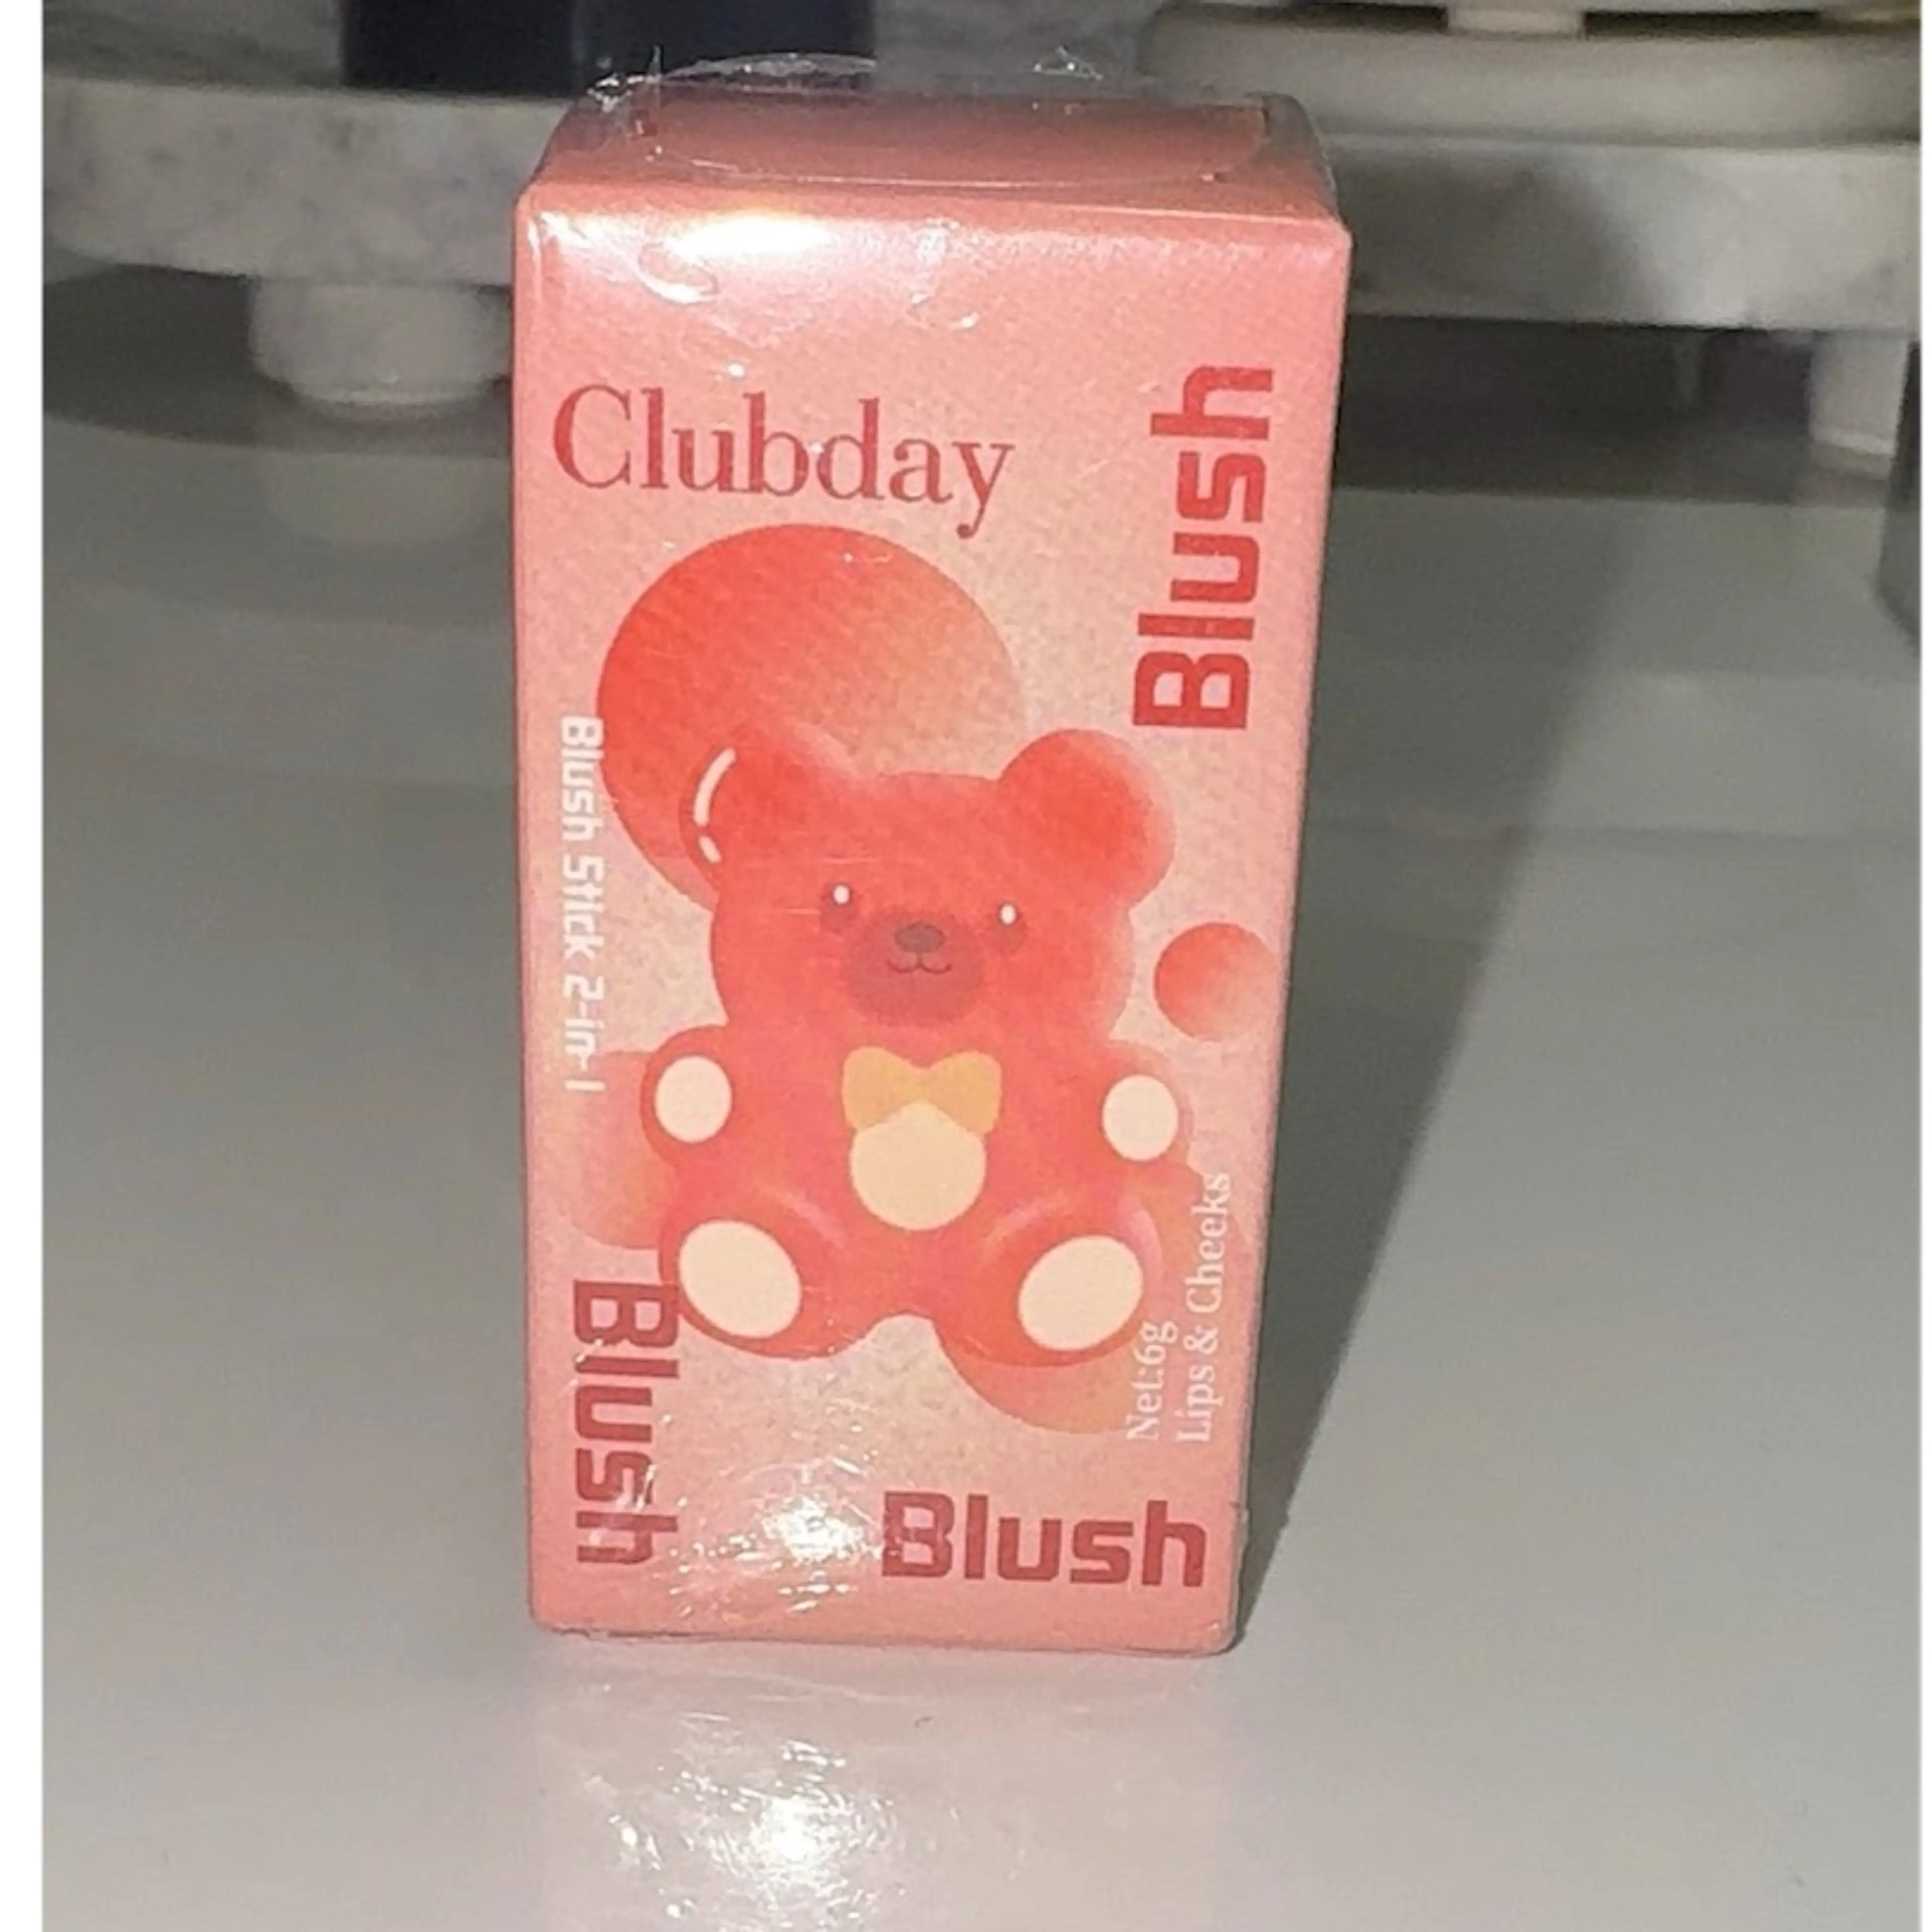 Clubday
Blush
Blush Stick 2-in-1
Net:6g
Lips & Cheeks
Blush
Blush